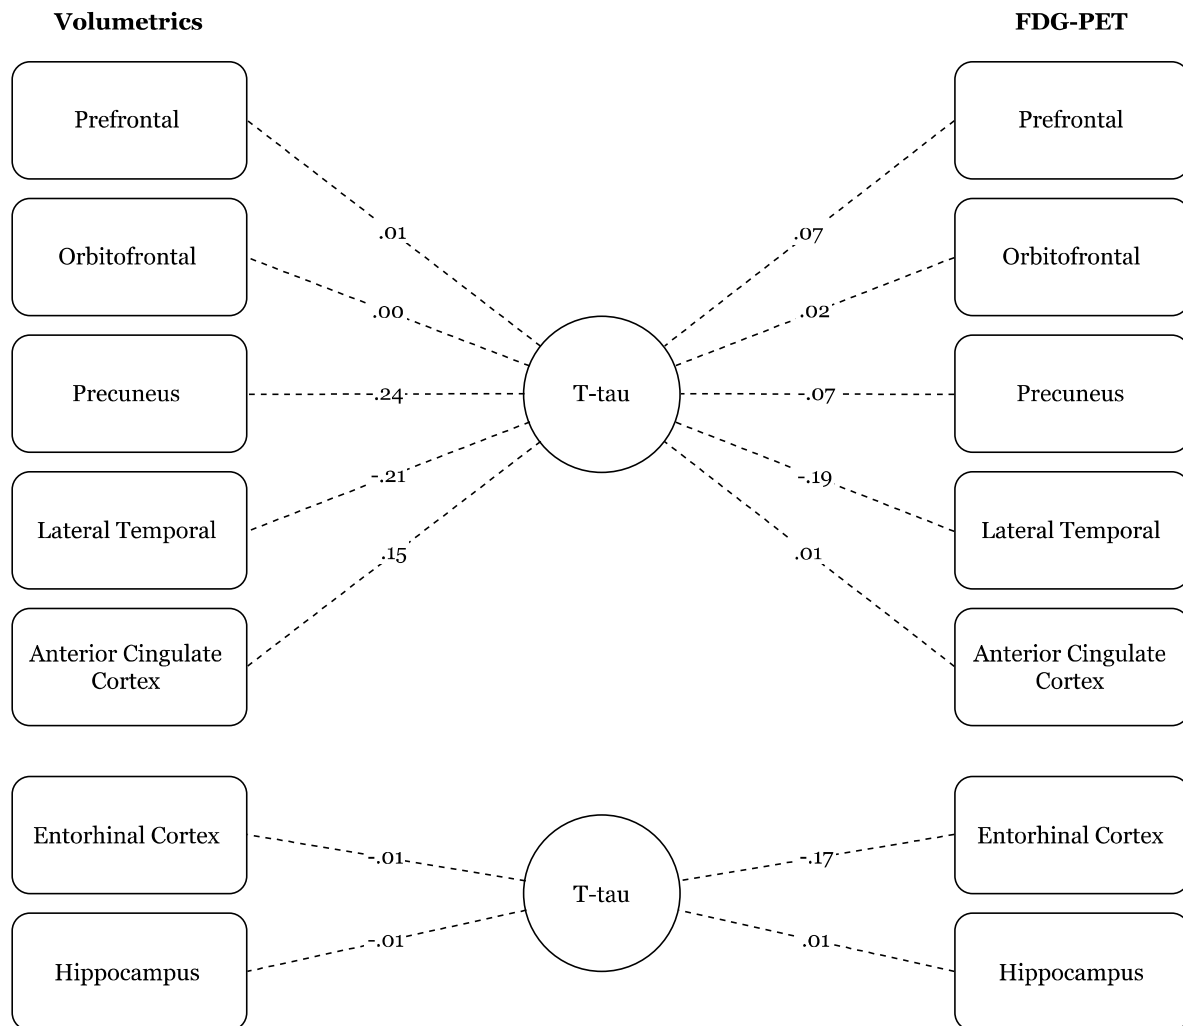 Volumetrics
FDG-PET
Prefrontal
Prefrontal
.01
.07
Orbitofrontal
Orbitofrontal
.00
.02
Precuneus
.24
T-tau
.07
Precuneus
-.21
-.19
Lateral Temporal
Lateral Temporal
.15
.01
Anterior Cingulate
Cortex
Anterior Cingulate
Cortex
Entorhinal Cortex
-.01
-.17
Entorhinal Cortex
T-tau
-.01
.01
Hippocampus
Hippocampus